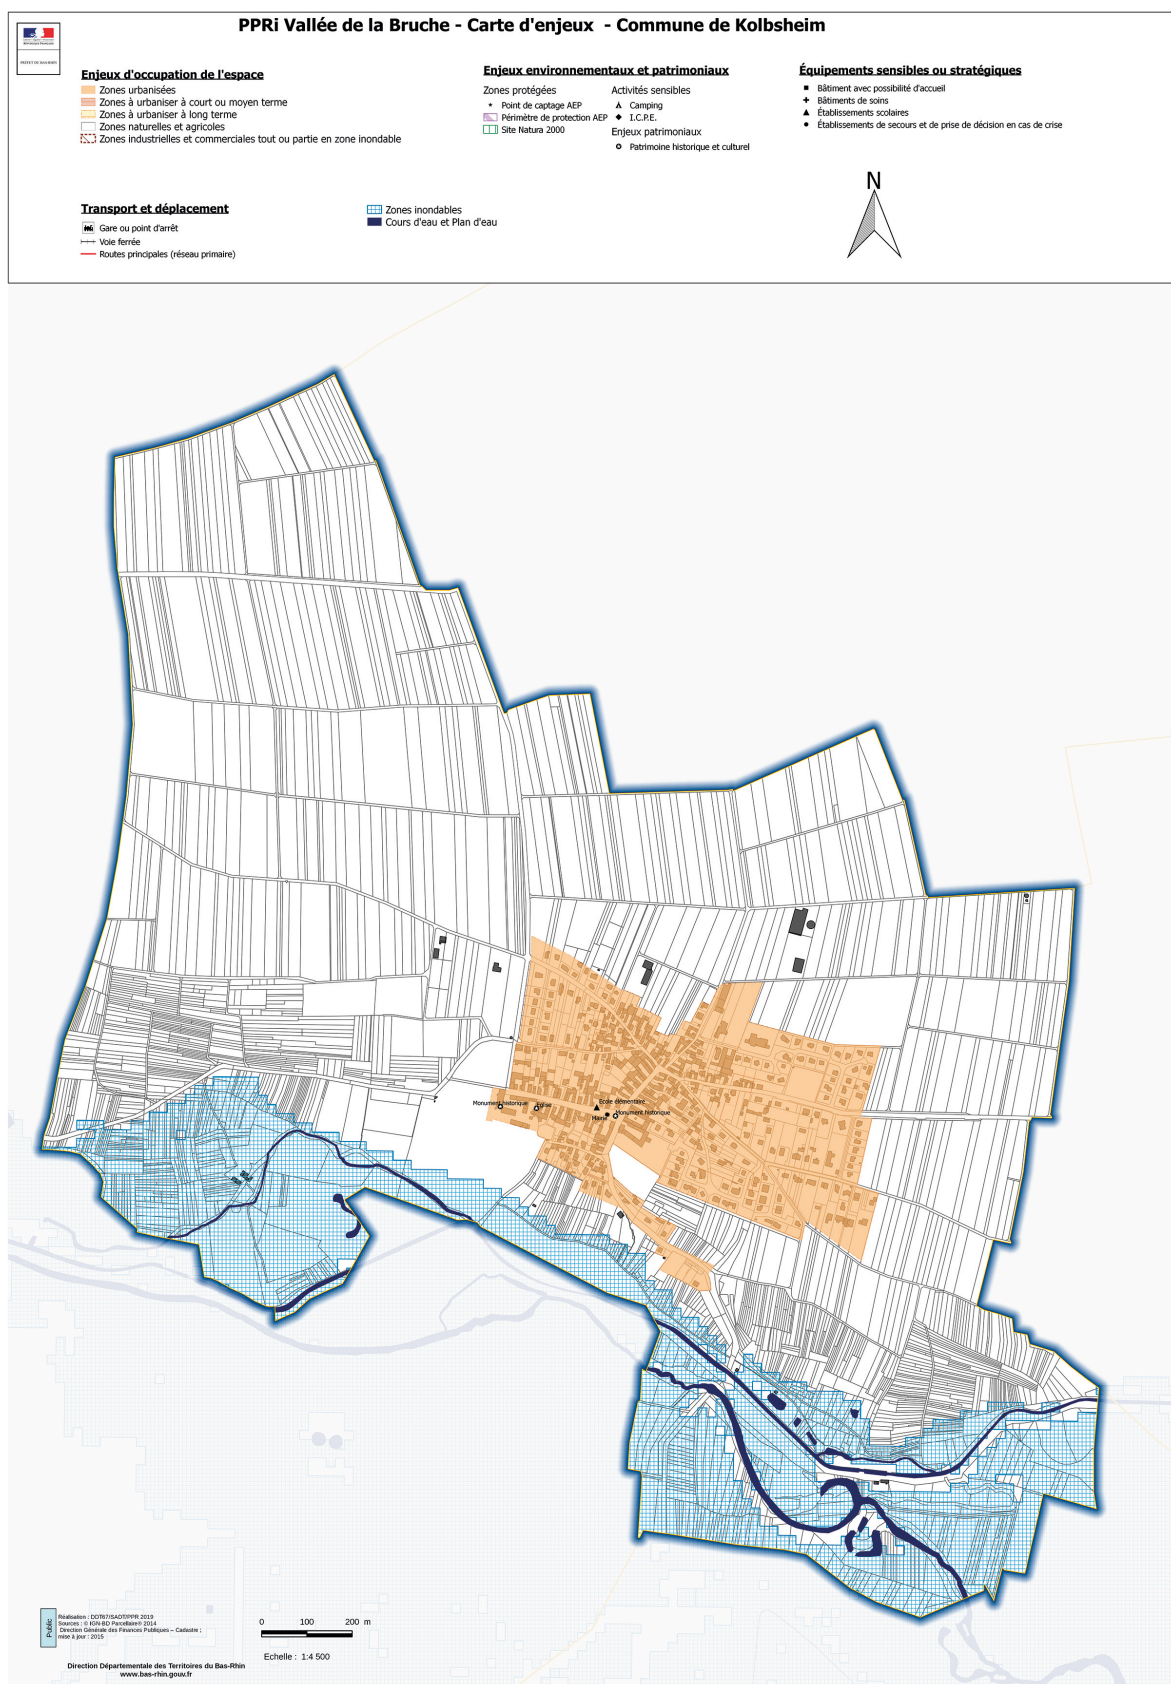 PPRi Vallée de la Bruche - Carte d'enjeux - Commune de Kolbsheim
PRÉFET DU BAS-RHIN
Enjeux d'occupation de l'espace
Zones urbanisées
Zones à urbaniser à court ou moyen terme
Zones à urbaniser à long terme
Zones naturelles et agricoles
Zones industrielles et commerciales tout ou partie en zone inondable
Enjeux environnementaux et patrimoniaux
Zones protégées
Point de captage AEP
Périmètre de protection AEP
Site Natura 2000
Activités sensibles
Camping
I.C.P.E.
Enjeux patrimoniaux
Patrimoine historique et culturel
Équipements sensibles ou stratégiques
Bâtiment avec possibilité d'accueil
Bâtiments de soins
Établissements scolaires
Établissements de secours et de prise de décision en cas de crise
Transport et déplacement
Gare ou point d'arrêt
Voie ferrée
Routes principales (réseau primaire)
Zones inondables
Cours d'eau et Plan d'eau
N
Monument historique
Eglise
Ecole élémentaire
Mairie
Monument historique
Public
Réalisation : DDT67/SADT/PPR 2019
Sources : © IGN-BD Parcellaire® 2014
Direction Générale des Finances Publiques – Cadastre ;
mise à jour : 2015
0 100 200 m
Echelle : 1:4 500
Direction Départementale des Territoires du Bas-Rhin
www.bas-rhin.gouv.fr